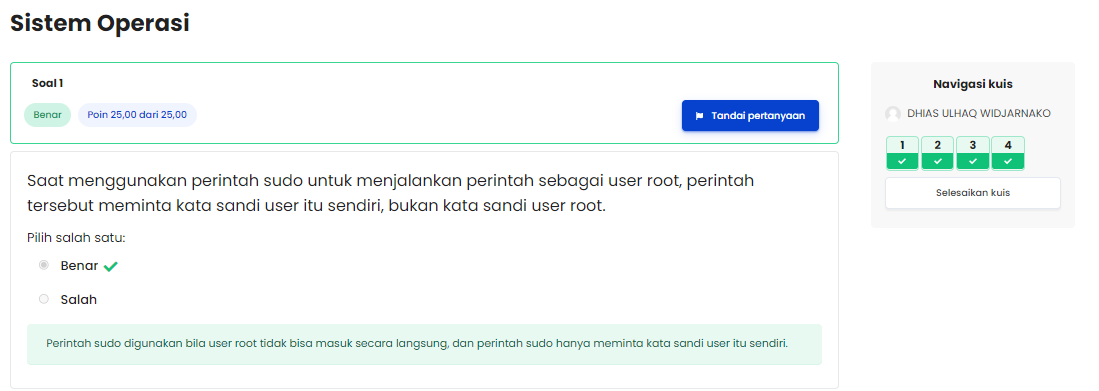 Sistem Operasi
Soal 1
Benar
Poin 25,00 dari 25,00
Tandai pertanyaan
Saat menggunakan perintah sudo untuk menjalankan perintah sebagai user root, perintah
tersebut meminta kata sandi user itu sendiri, bukan kata sandi user root.
Pilih salah satu:
Benar
Salah
Perintah sudo digunakan bila user root tidak bisa masuk secara langsung, dan perintah sudo hanya meminta kata sandi user itu sendiri.
Navigasi kuis
DHIAS ULHAQ WIDJARNAKO
1 2 3 4
Selesaikan kuis